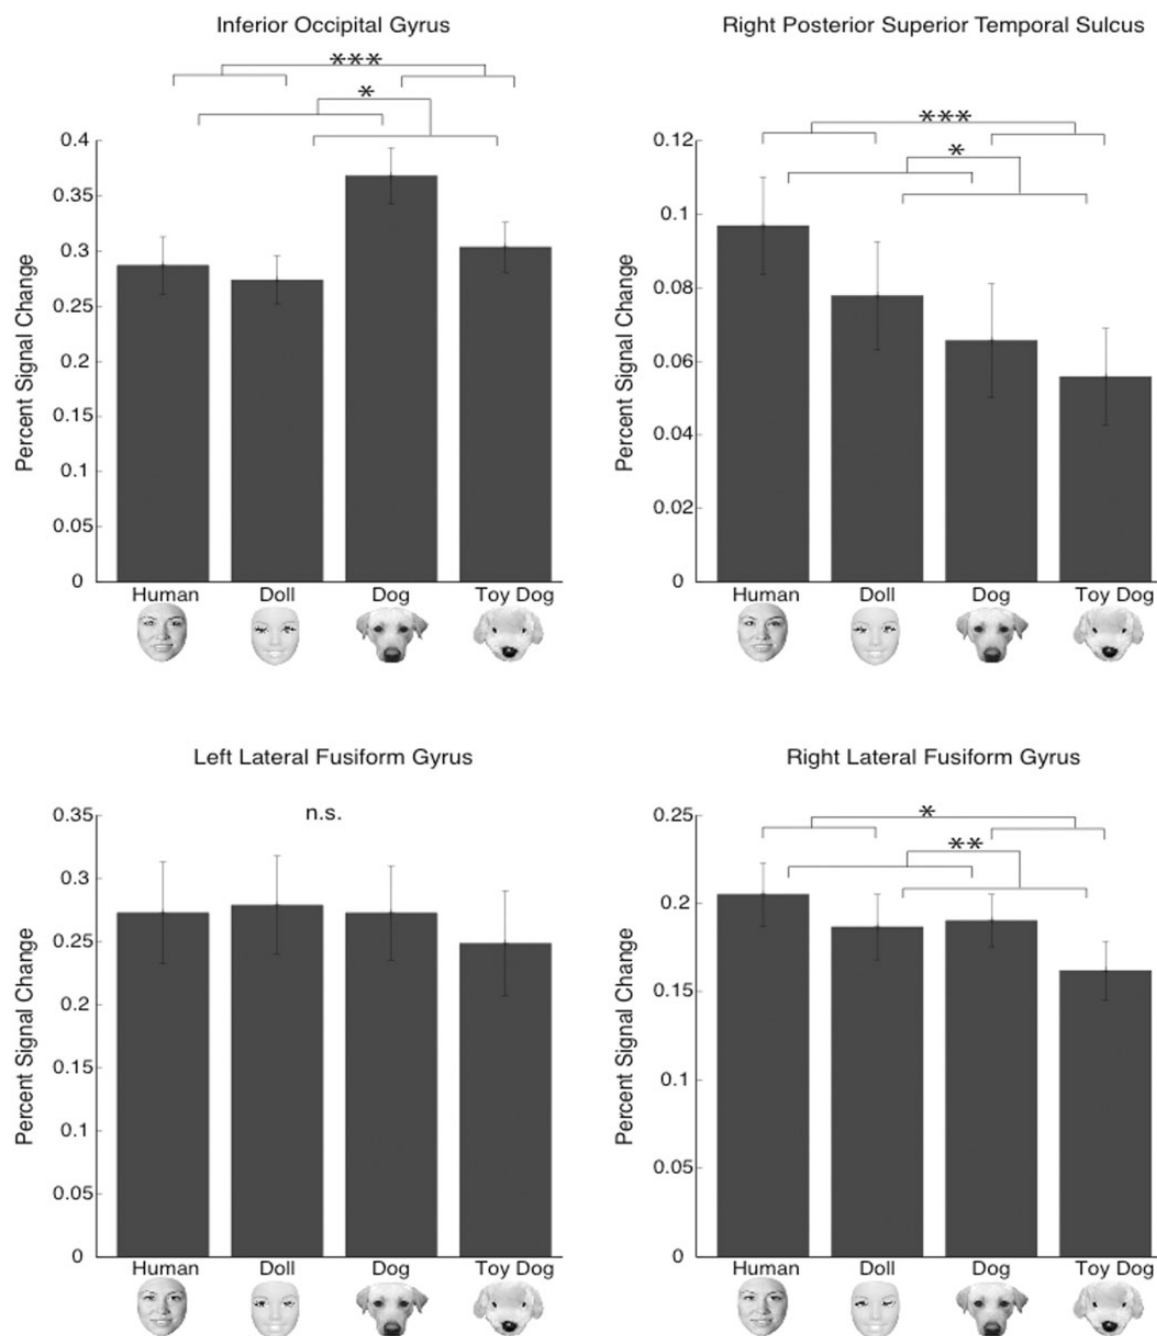 Inferior Occipital Gyrus
***
*
0.4
0.35
0.3
0.25
0.2
0.15
0.1
0.05
0
Percent Signal Change
Human Doll Dog Toy Dog
Right Posterior Superior Temporal Sulcus
***
*
0.12
0.1
0.08
0.06
0.04
0.02
0
Percent Signal Change
Human Doll Dog Toy Dog
Left Lateral Fusiform Gyrus
n.s.
0.35
0.3
0.25
0.2
0.15
0.1
0.05
0
Percent Signal Change
Human Doll Dog Toy Dog
Right Lateral Fusiform Gyrus
*
**
0.25
0.2
0.15
0.1
0.05
0
Percent Signal Change
Human Doll Dog Toy Dog